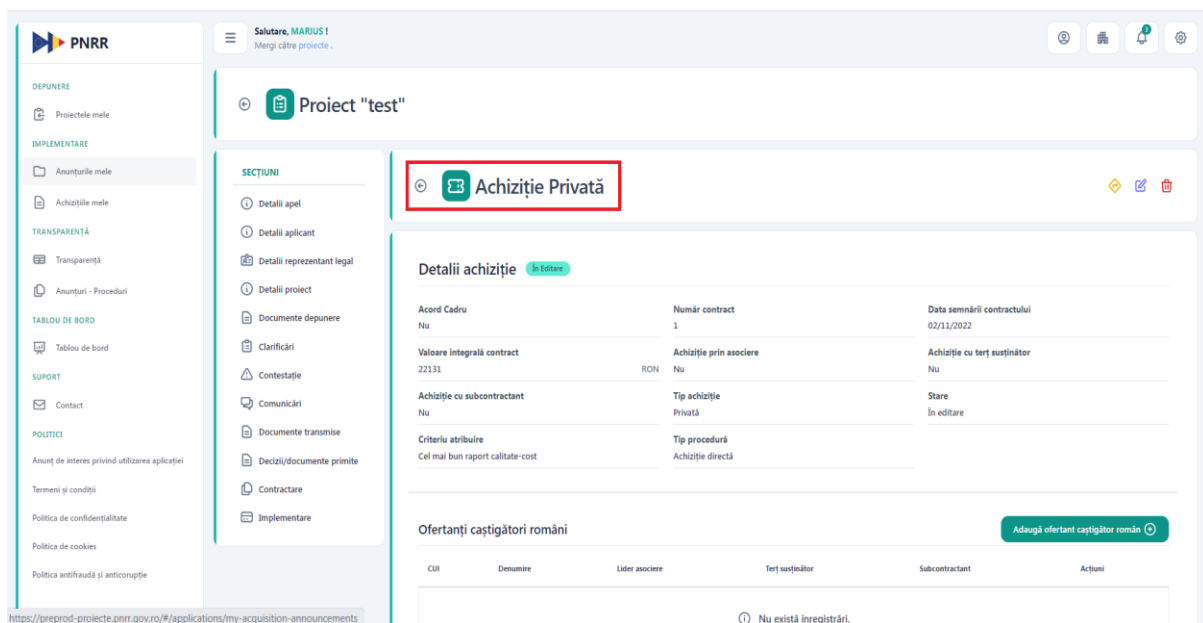 PNRR
Salutare, MARIUS !
Mergi către proiecte .
3
DEPUNERE
Proiectele mele
IMPLEMENTARE
Anunțurile mele
Achizițiile mele
TRANSPARENȚĂ
Transparență
Anunțuri - Proceduri
TABLOU DE BORD
Tablou de bord
SUPORT
Contact
POLITICI
Anunț de interes privind utilizarea aplicației
Termeni și condiții
Politica de confidențialitate
Politica de cookies
Politica antifraudă și anticorupție
https://preprod-proiecte.pnrr.gov.ro/#/applications/my-acquisition-announcements
Proiect "test"
SECȚIUNI
Detalii apel
Detalii aplicant
Detalii reprezentant legal
Detalii proiect
Documente depunere
Clarificări
Contestație
Comunicări
Documente transmise
Decizii/documente primite
Contractare
Implementare
Achiziție Privată
Detalii achiziție În Editare
Acord Cadru Număr contract Data semnării contractului
Nu 1 02/11/2022
Valoare integrală contract Achiziție prin asociere Achiziție cu terț susținător
22131 RON Nu Nu
Achiziție cu subcontractant Tip achiziție Stare
Nu Privată În editare
Criteriu atribuire Tip procedură
Cel mai bun raport calitate-cost Achiziție directă
Ofertanți caștigători români Adaugă ofertant caștigător român
CUI Denumire Lider asociere Terț susținător Subcontractant Acțiuni
Nu există înregistrări.